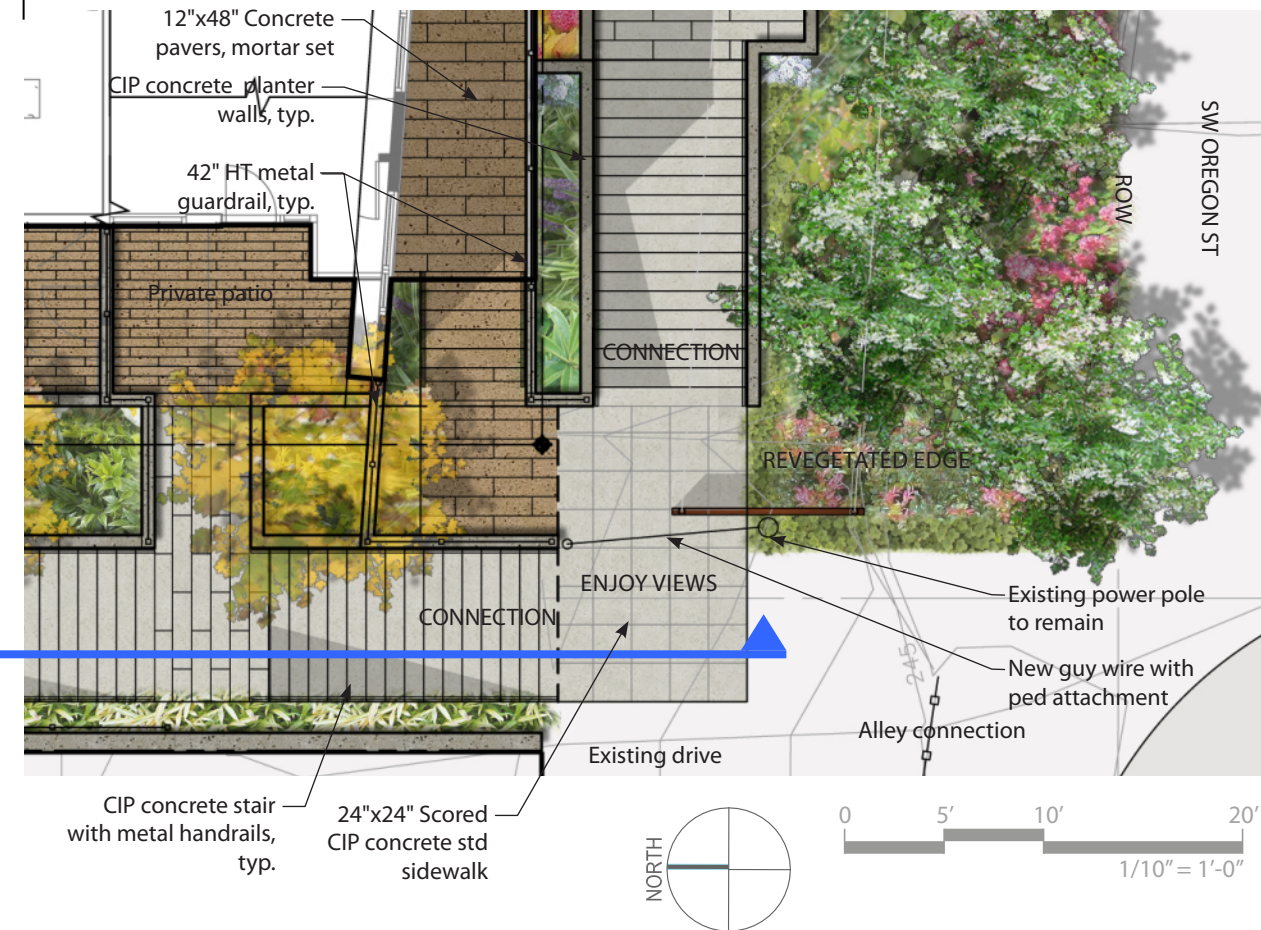 12"x48" Concrete
pavers, mortar set
CIP concrete planter
walls, typ.
42" HT metal
guardrail, typ.
Private patio
CONNECTION
SW OREGON ST
ROW
REVEGETATED EDGE
ENJOY VIEWS
CONNECTION
Existing power pole
to remain
New guy wire with
ped attachment
245
Alley connection
Existing drive
CIP concrete stair
with metal handrails,
typ.
24"x24" Scored
CIP concrete std
sidewalk
NORTH
0 5’ 10’ 20’
1/10” = 1’-0”